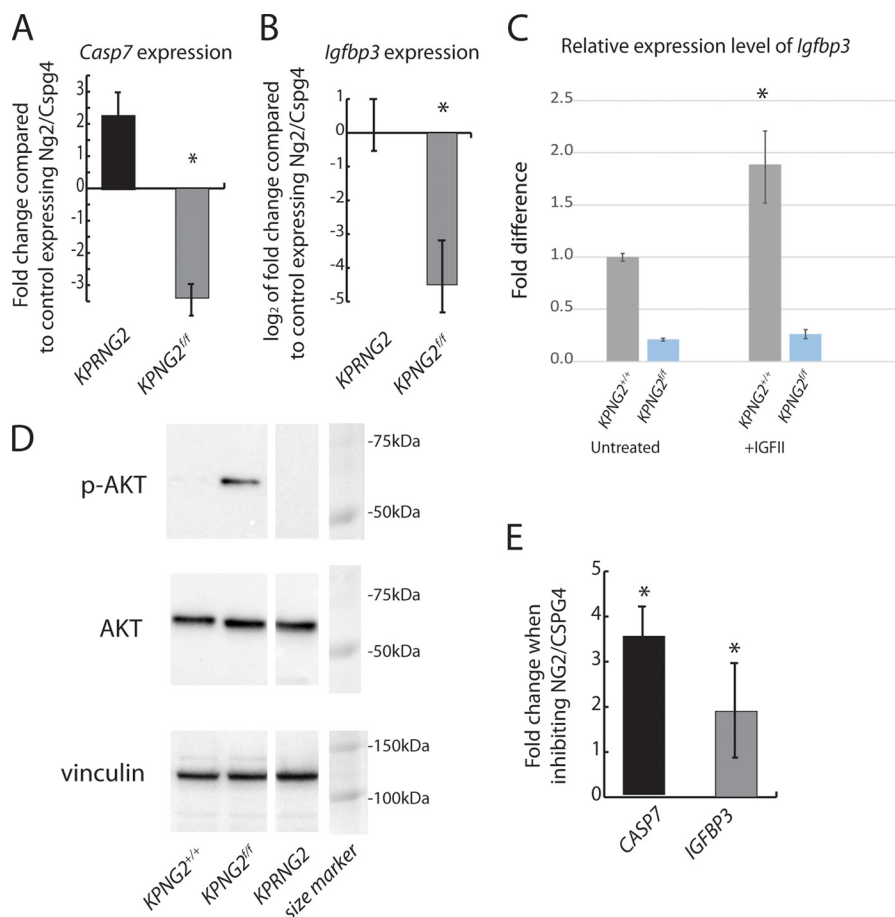 A
Casp7 expression
Fold change compared
to control expressing Ng2/Cspg4
3
2
1
0
-1
-2
-3
*
KPRNG2
KPNG2f/f
B
Igfbp3 expression
log2 of fold change compared
to control expressing Ng2/Cspg4
1
0
-1
-2
-3
-4
-5
*
KPRNG2
KPNG2f/f
C
Relative expression level of Igfbp3
Fold difference
2.5
2.0
1.5
1.0
0.5
0.0
*
KPNG2+/+
KPNG2f/f
KPNG2+/+
KPNG2f/f
Untreated
+IGFII
D
p-AKT
-75kDa
-50kDa
AKT
-75kDa
-50kDa
vinculin
-150kDa
-100kDa
KPNG2+/+
KPNG2f/f
KPRNG2
size marker
E
Fold change when
inhibiting NG2/CSPG4
5
4
3
2
1
0
*
*
CASP7
IGFBP3